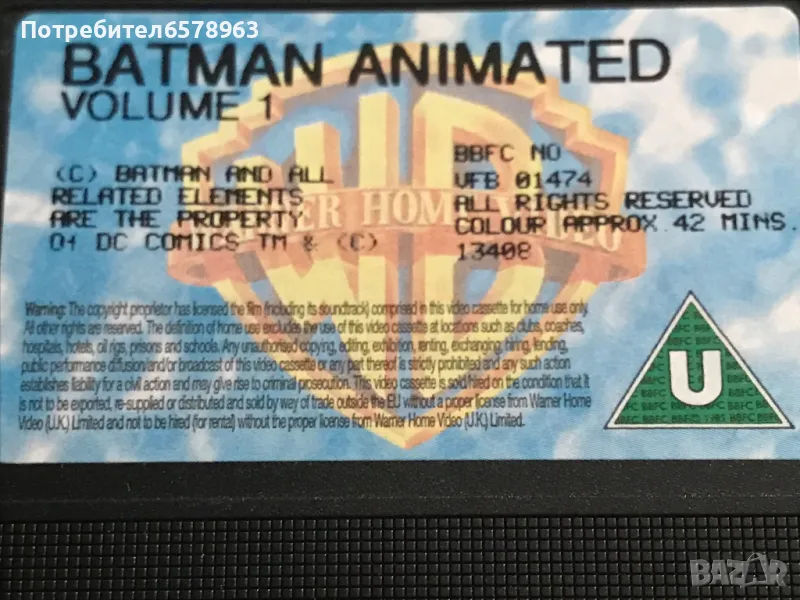 Потребител6578963
BATMAN ANIMATED
VOLUME 1
(C) BATMAN AND ALL
RELATED ELEMENTS
ARE THE PROPERTY
Of DC COMICS TM & (C)
BBFC NO
VFB 01474
ALL RIGHTS RESERVED
COLOUR APPROX. 42 MINS.
13408
WB
HOME VIDEO
Warning: The copyright proprietor has licensed the film (including its soundtrack) comprised in this video cassette for home use only.
All other rights are reserved. The definition of home use excludes the use of this video cassette at locations such as clubs, coaches,
hospitals, hotels, oil rigs, prisons and schools. Any unauthorised copying, editing, exhibition, renting, exchanging, hiring, lending,
public performance, diffusion and/or broadcast of this video cassette or any part thereof is strictly prohibited and any such action
establishes liability for a civil action and may give rise to criminal prosecution. This video cassette is sold/hired on the condition that it
is not to be exported, re-supplied or distributed and sold by way of trade outside the EU without a proper license from Warner Home
Video (U.K.) Limited and not to be hired (for rental) without the proper license from Warner Home Video (U.K.) Limited.
U
BAZAR